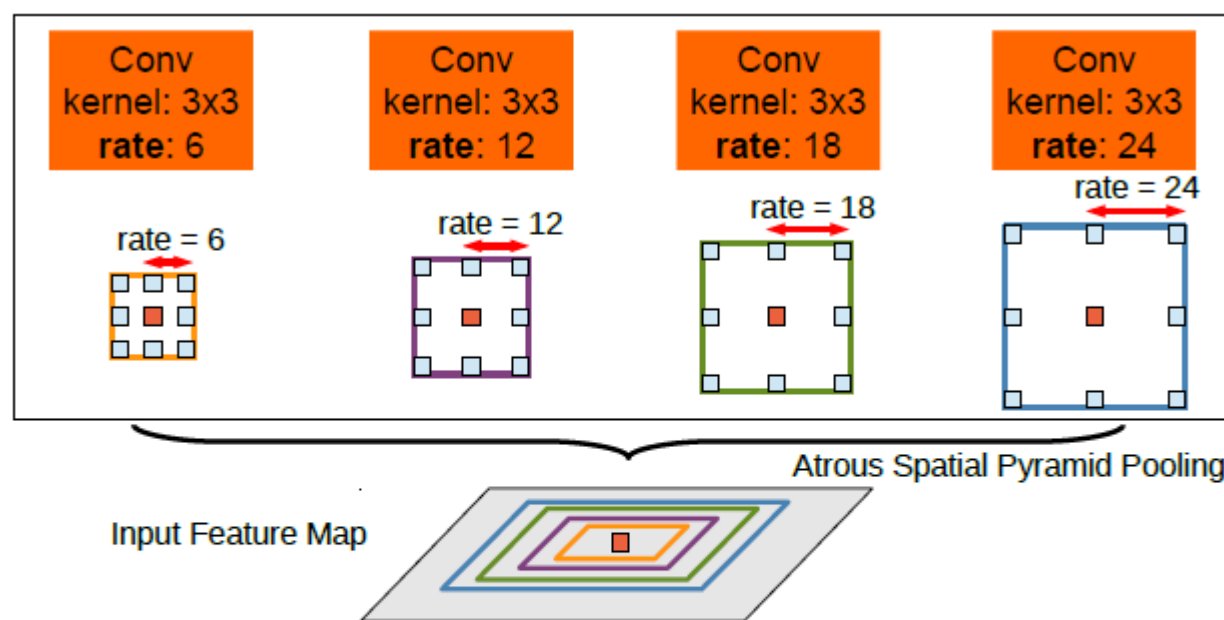 Conv
kernel: 3x3
rate: 6
Conv
kernel: 3x3
rate: 12
Conv
kernel: 3x3
rate: 18
Conv
kernel: 3x3
rate: 24
rate = 6
rate = 12
rate = 18
rate = 24
Atrous Spatial Pyramid Pooling
Input Feature Map